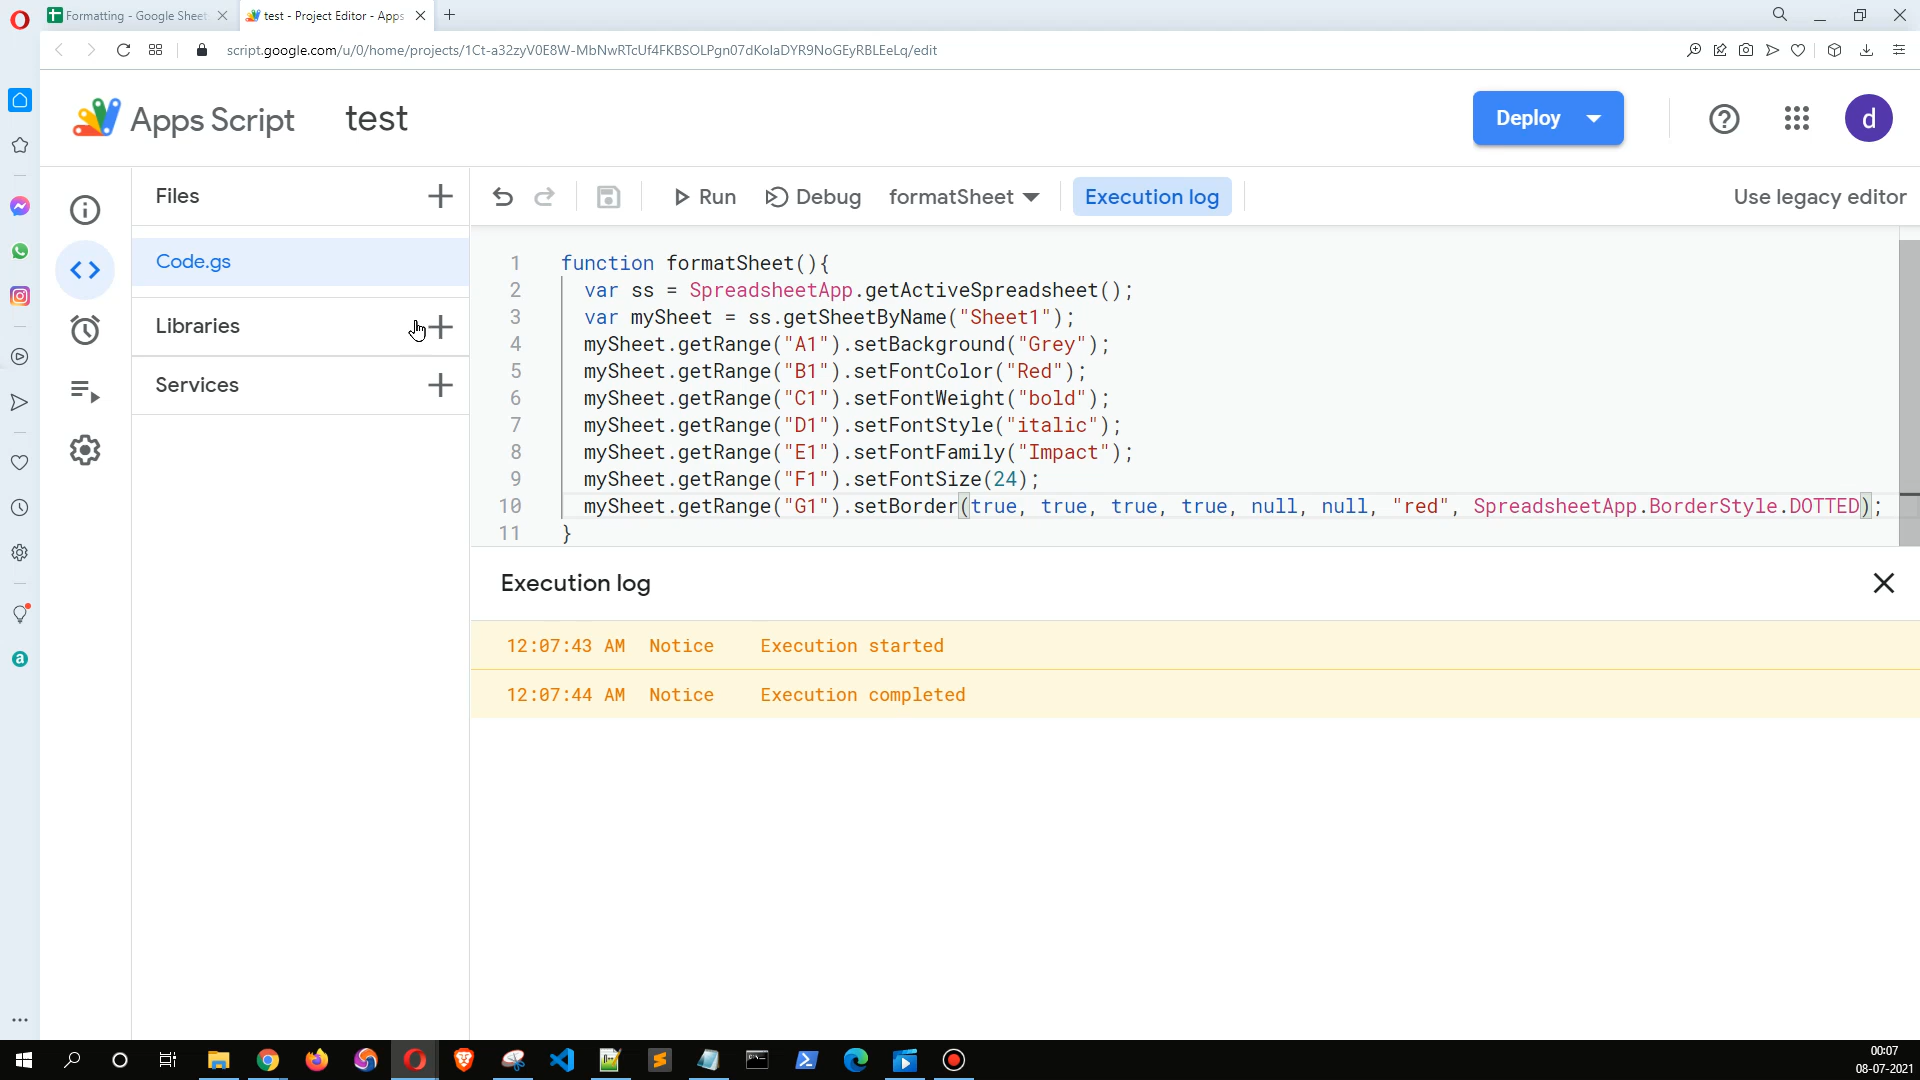 Formatting - Google Sheet
test - Project Editor - Apps
script.google.com/u/0/home/projects/1Ct-a32zyV0E8W-MbNwRTcUf4FKBSOLPgn07dKolaDYR9NoGEyRBLEeLq/edit
Apps Script
test
Deploy
d
Files
Run
Debug
formatSheet
Execution log
Use legacy editor
Code.gs
Libraries
Services
1 function formatSheet(){
2 var ss = SpreadsheetApp.getActiveSpreadsheet();
3 var mySheet = ss.getSheetByName("Sheet1");
4 mySheet.getRange("A1").setBackground("Grey");
5 mySheet.getRange("B1").setFontColor("Red");
6 mySheet.getRange("C1").setFontWeight("bold");
7 mySheet.getRange("D1").setFontStyle("italic");
8 mySheet.getRange("E1").setFontFamily("Impact");
9 mySheet.getRange("F1").setFontSize(24);
10 mySheet.getRange("G1").setBorder(true, true, true, true, null, null, "red", SpreadsheetApp.BorderStyle.DOTTED);
11 }
Execution log
12:07:43 AM Notice Execution started
12:07:44 AM Notice Execution completed
00:07
08-07-2021